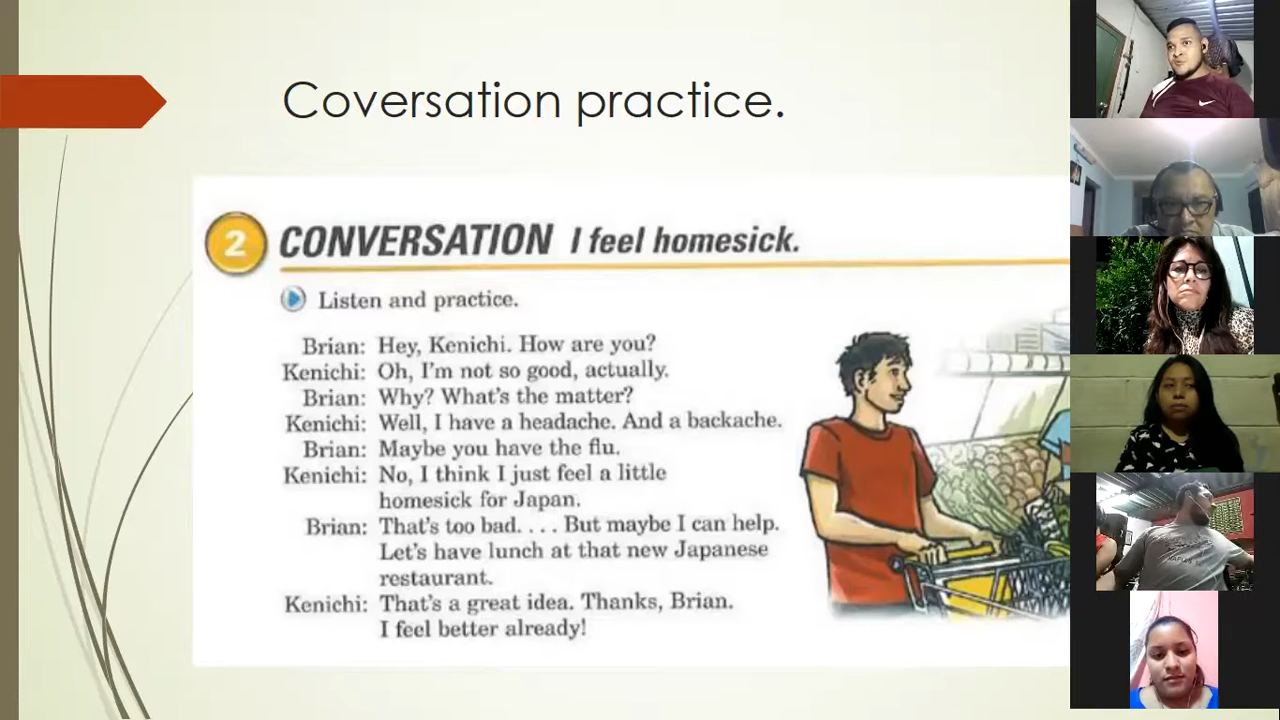 Coversation practice.
2
CONVERSATION I feel homesick.
Listen and practice.
Brian: Hey, Kenichi. How are you?
Kenichi: Oh, I'm not so good, actually.
Brian: Why? What's the matter?
Kenichi: Well, I have a headache. And a backache.
Brian: Maybe you have the flu.
Kenichi: No, I think I just feel a little
homesick for Japan.
Brian: That's too bad. . . . But maybe I can help.
Let's have lunch at that new Japanese
restaurant.
Kenichi: That's a great idea. Thanks, Brian.
I feel better already!